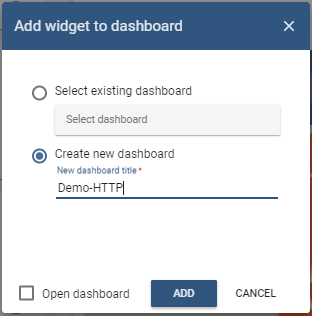 Add widget to dashboard
Select existing dashboard
Select dashboard
Create new dashboard
New dashboard title *
Demo-HTTP
Open dashboard
ADD
CANCEL